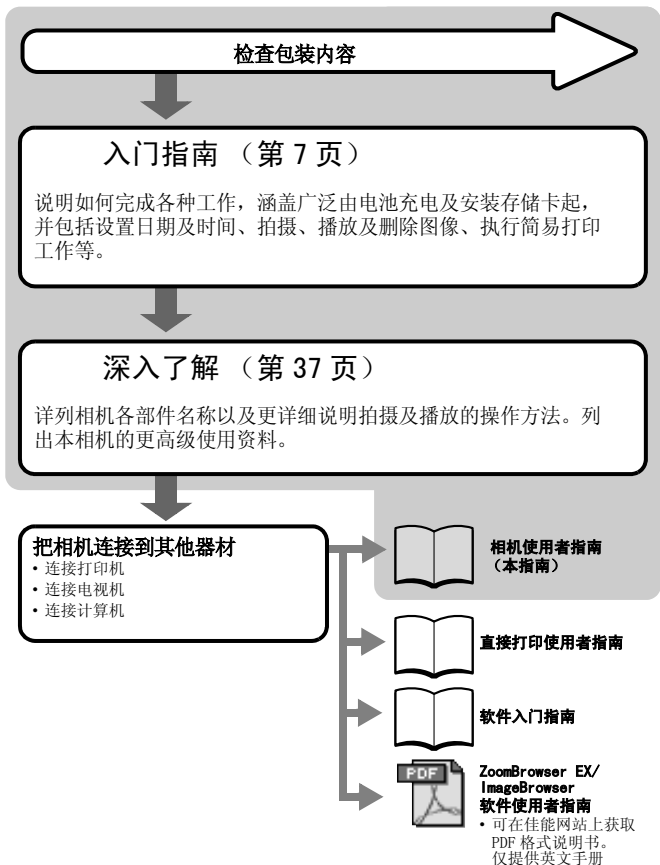 检查包装内容
入门指南 （第 7 页）
说明如何完成各种工作，涵盖广泛由电池充电及安装存储卡起，
并包括设置日期及时间、拍摄、播放及删除图像、执行简易打印
工作等。
深入了解 （第 37 页）
详列相机各部件名称以及更详细说明拍摄及播放的操作方法。列
出本相机的更高级使用资料。
把相机连接到其他器材
• 连接打印机
• 连接电视机
• 连接计算机
相机使用者指南
（本指南）
直接打印使用者指南
软件入门指南
PDF
ZoomBrowser EX/
ImageBrowser
软件使用者指南
• 可在佳能网站上获取
PDF 格式说明书。
仅提供英文手册